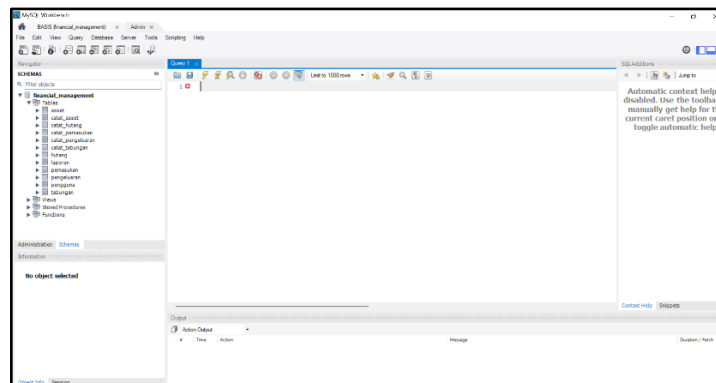 MySQL Workbench
BASIS (financial_management) × Admin ×
File Edit View Query Database Server Tools Scripting Help
Navigator
SCHEMAS
Filter objects
financial_management
Tables
asset
catat_asset
catat_hutang
catat_pemasukan
catat_pengeluaran
catat_tabungan
hutang
laporan
pemasukan
pengeluaran
pengguna
tabungan
Views
Stored Procedures
Functions
Administration Schemas
Information
No object selected
Object Info Session
Query 1 ×
Limit to 1000 rows
1
Output
Action Output
# Time Action Message Duration / Fetch
SQLAdditions
Jump to
Automatic context help
disabled. Use the toolba
manually get help for t
current caret position or
toggle automatic help
Context Help Snippets